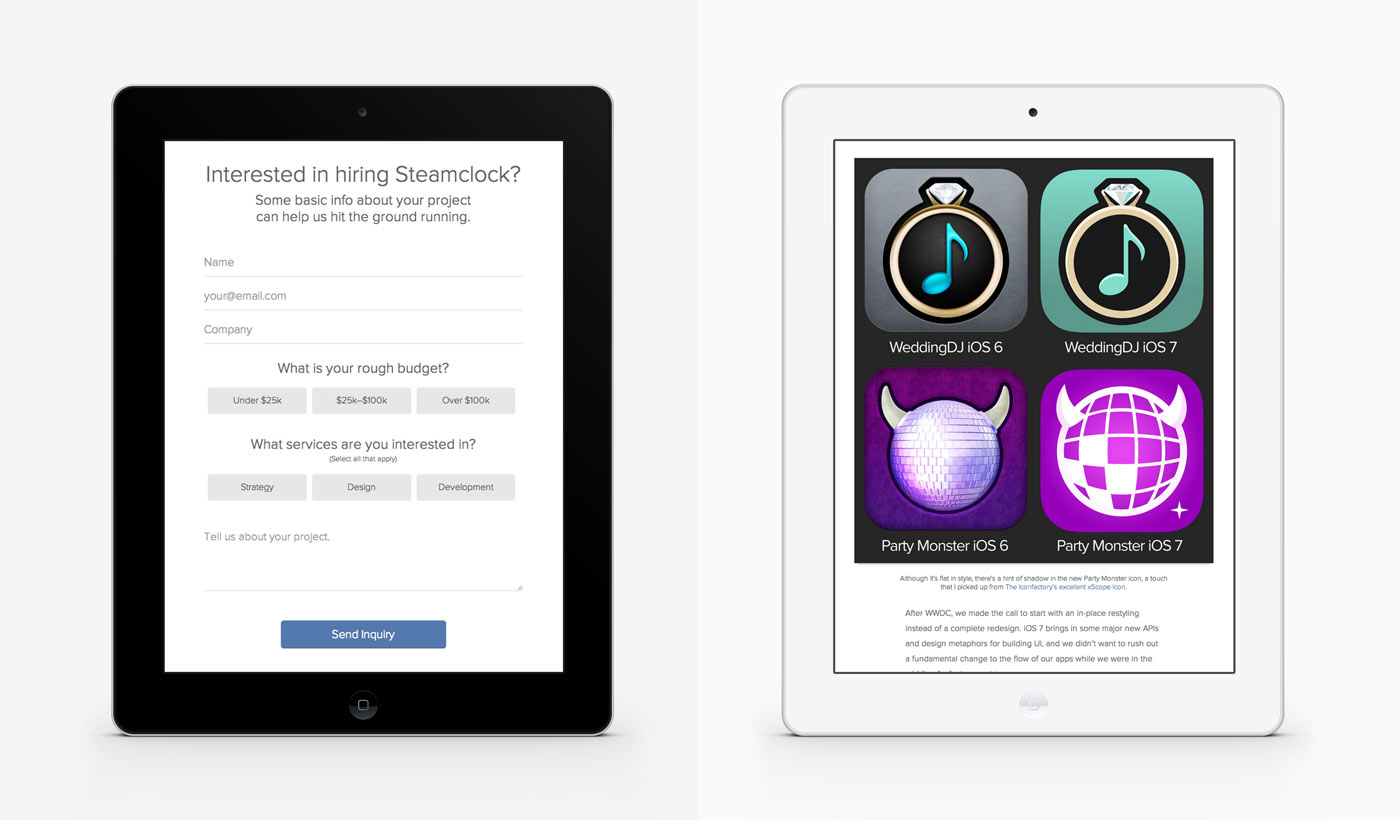 Interested in hiring Steamclock?
Some basic info about your project
can help us hit the ground running.
Name
your@email.com
Company
What is your rough budget?
Under $25k
$25k–$100k
Over $100k
What services are you interested in?
(Select all that apply)
Strategy
Design
Development
Tell us about your project.
Send Inquiry
WeddingDJ iOS 6
WeddingDJ iOS 7
Party Monster iOS 6
Party Monster iOS 7
Although it's flat in style, there's a hint of shadow in the new Party Monster icon, a touch
that I picked up from The Iconfactory's excellent xScope icon.
After WWDC, we made the call to start with an in-place restyling
instead of a complete redesign. iOS 7 brings in some major new APIs
and design metaphors for building UI, and we didn't want to rush out
a fundamental change to the flow of our apps while we were in the